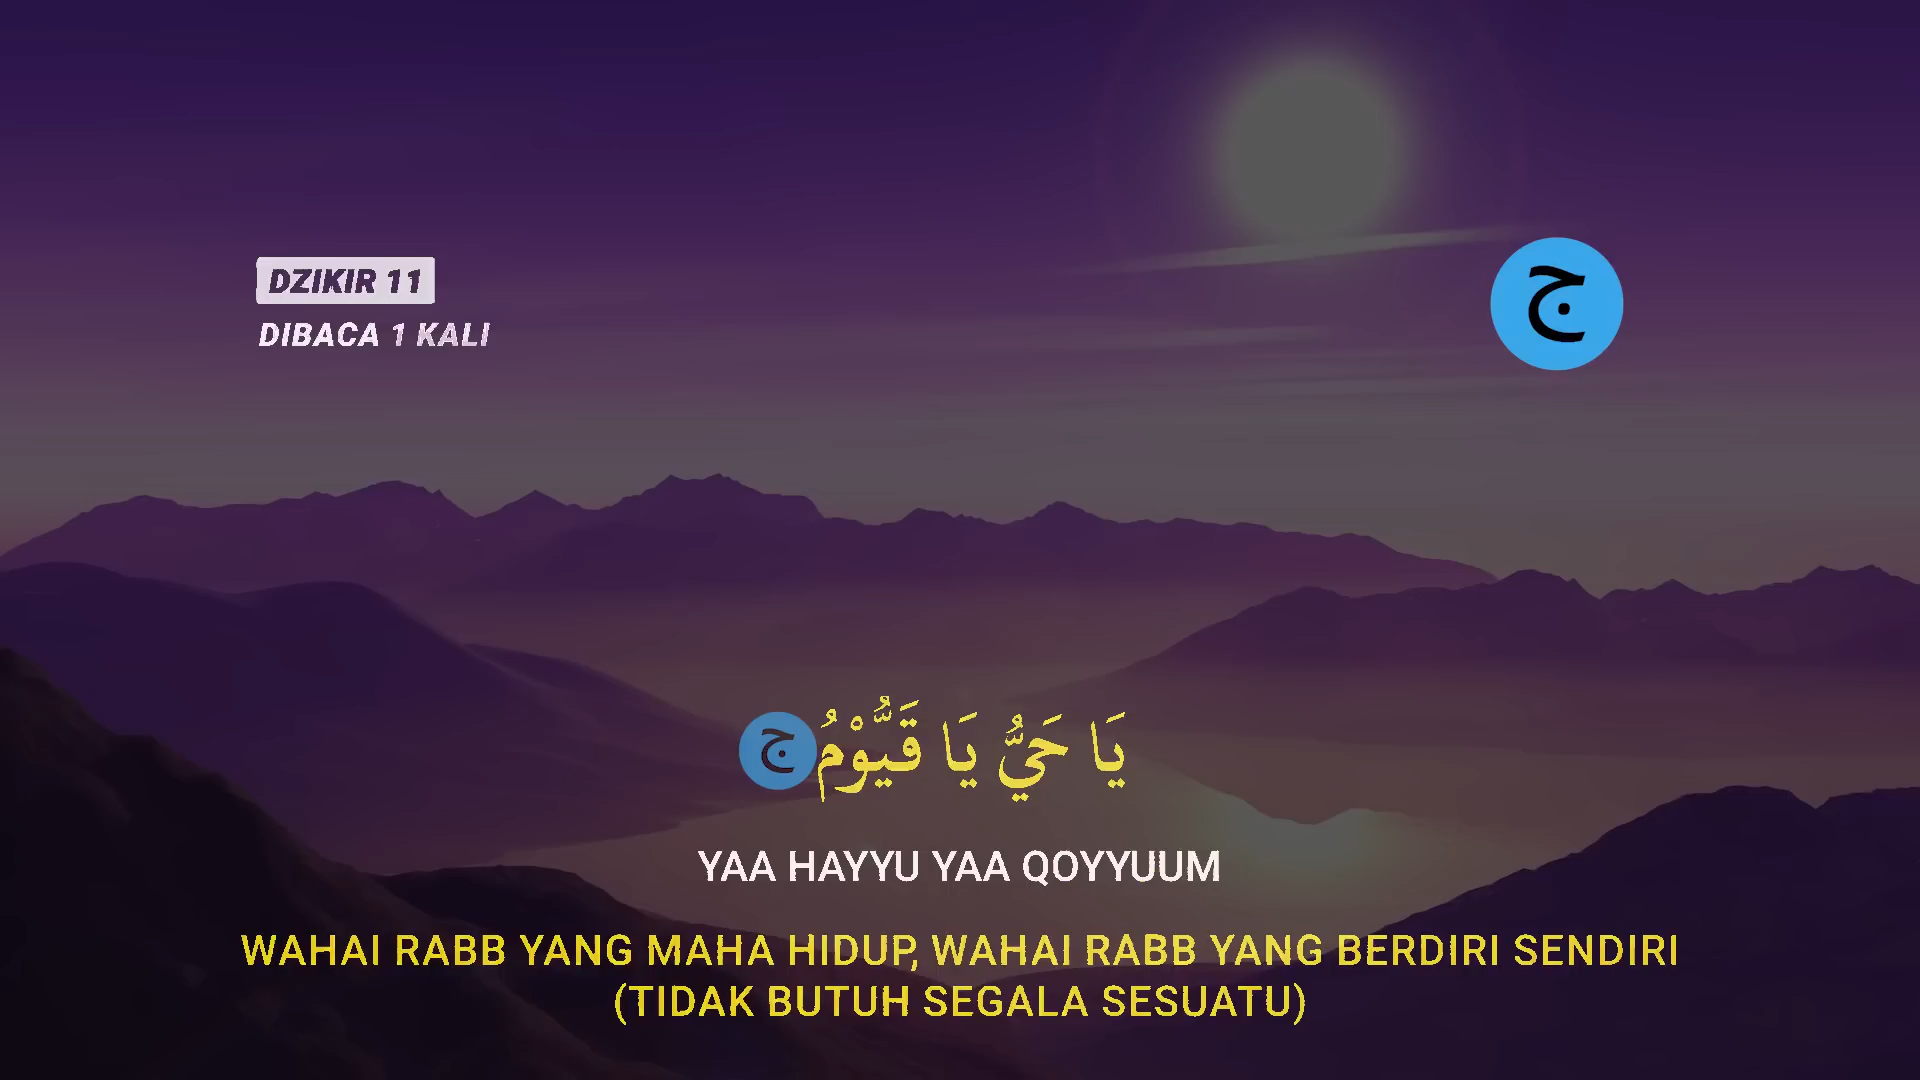 DZIKIR 11
DIBACA 1 KALI
ج
يَا حَيُّ يَا قَيُّوْمُ ج
YAA HAYYU YAA QOYYUUM
WAHAI RABB YANG MAHA HIDUP, WAHAI RABB YANG BERDIRI SENDIRI
(TIDAK BUTUH SEGALA SESUATU)